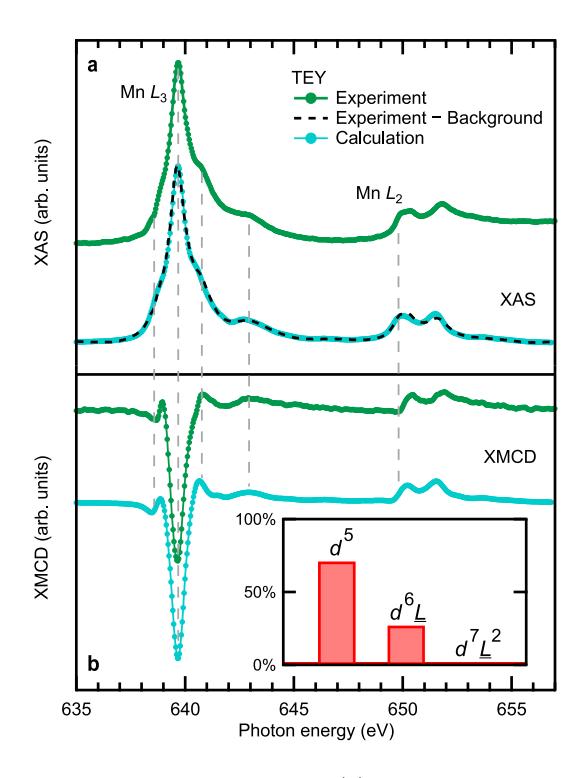 a
TEY
Mn L3
Experiment
Experiment − Background
Calculation
XAS (arb. units)
Mn L2
XAS
XMCD
XMCD (arb. units)
100%
d5
50%
d6L
d7L2
0%
b
635 640 645 650 655
Photon energy (eV)